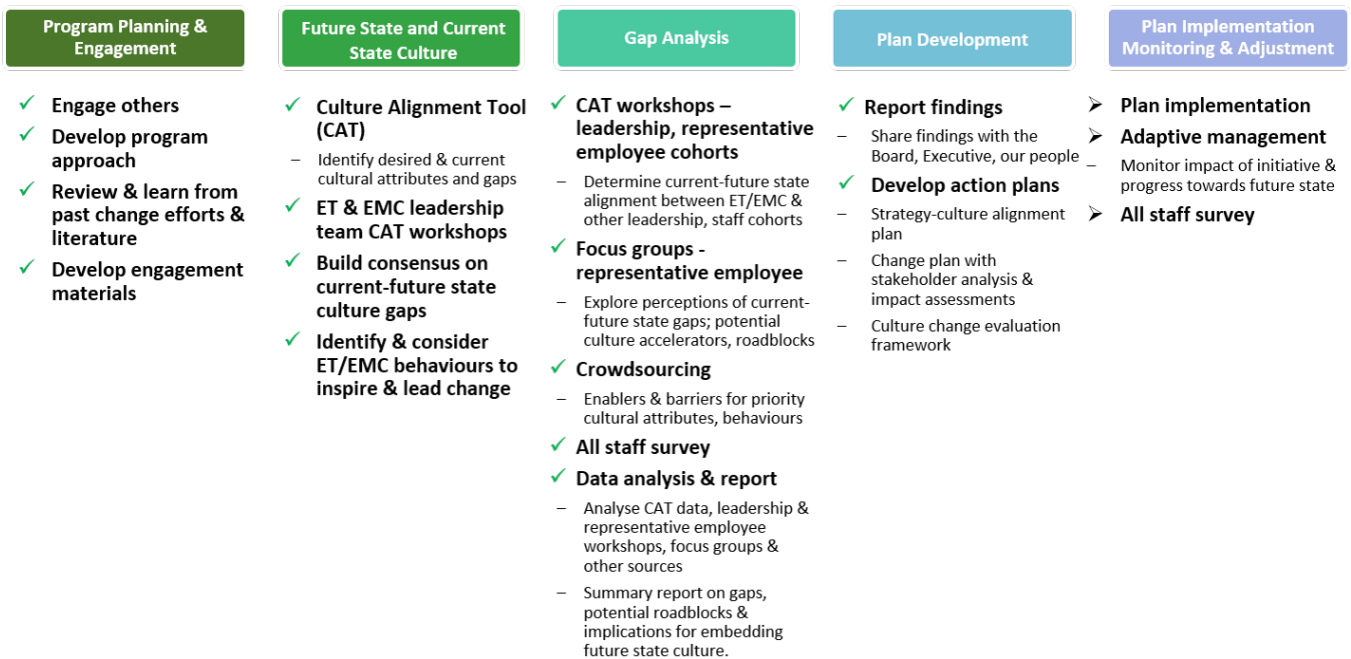 Program Planning &
Engagement
Engage others
Develop program
approach
Review & learn from
past change efforts &
literature
Develop engagement
materials
Future State and Current
State Culture
Culture Alignment Tool
(CAT)
– Identify desired & current
cultural attributes and gaps
ET & EMC leadership
team CAT workshops
Build consensus on
current-future state
culture gaps
Identify & consider
ET/EMC behaviours to
inspire & lead change
Gap Analysis
CAT workshops –
leadership, representative
employee cohorts
– Determine current-future state
alignment between ET/EMC &
other leadership, staff cohorts
Focus groups -
representative employee
– Explore perceptions of current-
future state gaps; potential
culture accelerators, roadblocks
Crowdsourcing
– Enablers & barriers for priority
cultural attributes, behaviours
All staff survey
Data analysis & report
– Analyse CAT data, leadership &
representative employee
workshops, focus groups &
other sources
– Summary report on gaps,
potential roadblocks &
implications for embedding
future state culture.
Plan Development
Report findings
– Share findings with the
Board, Executive, our people
Develop action plans
– Strategy-culture alignment
plan
– Change plan with
stakeholder analysis &
impact assessments
– Culture change evaluation
framework
Plan Implementation
Monitoring & Adjustment
Plan implementation
Adaptive management
– Monitor impact of initiative &
progress towards future state
All staff survey